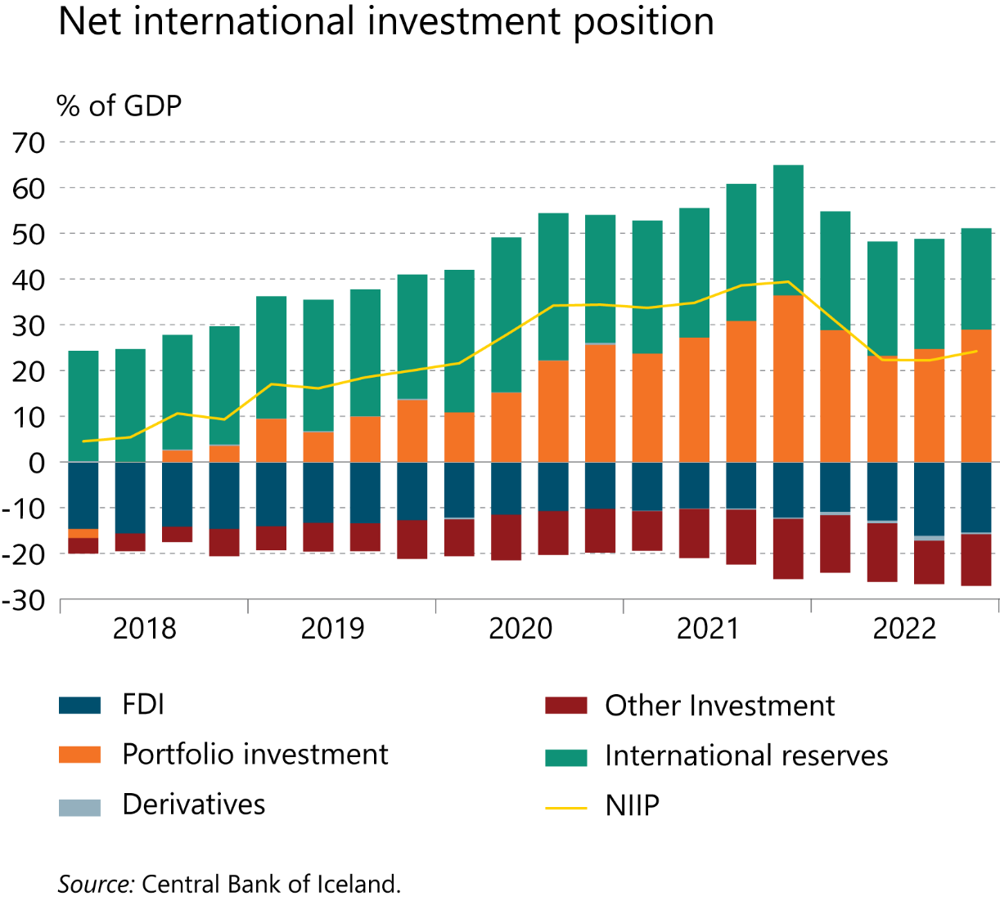 Net international investment position
% of GDP
70
60
50
40
30
20
10
0
-10
-20
-30
2018 2019 2020 2021 2022
FDI
Other Investment
Portfolio investment
International reserves
Derivatives
NIIP
Source: Central Bank of Iceland.